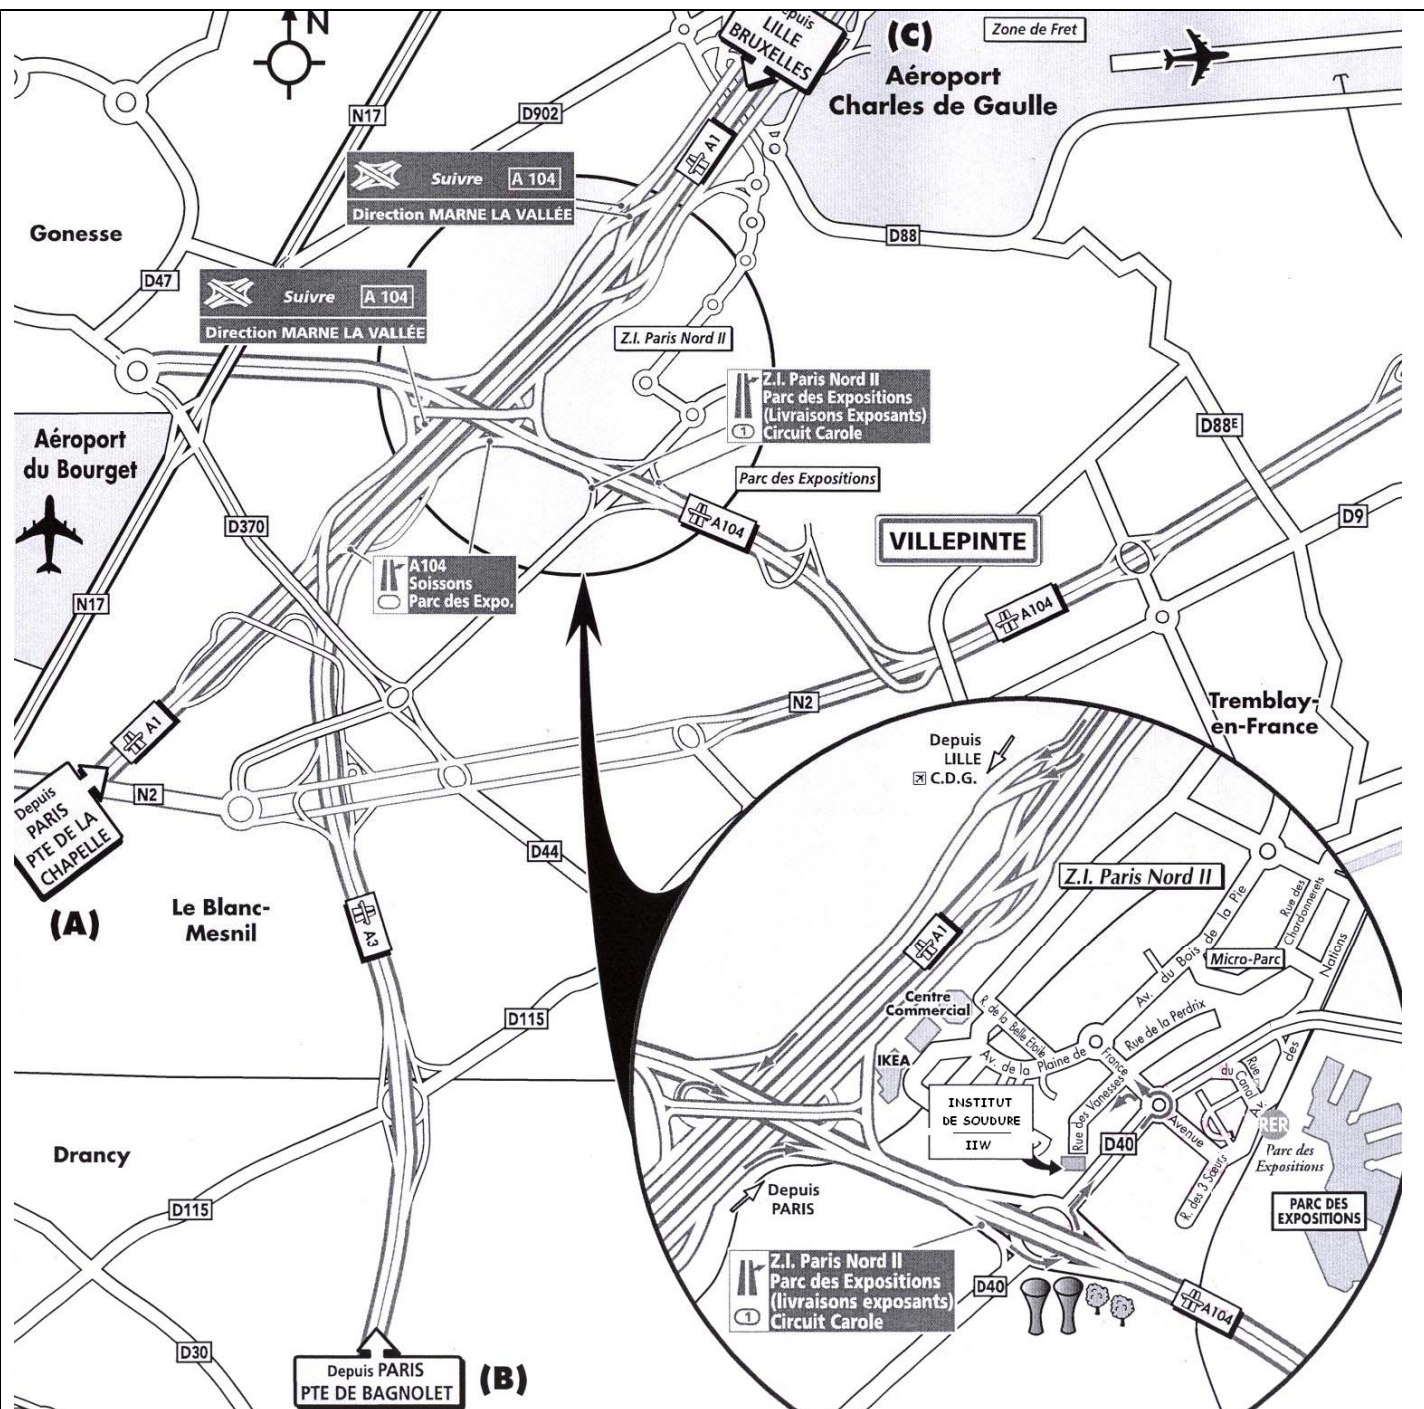 N
Depuis
LILLE
BRUXELLES
(C)
Zone de Fret
Aéroport
Charles de Gaulle
N17
D902
A1
Suivre A 104
Direction MARNE LA VALLÉE
Gonesse
D88
D47
Suivre A 104
Direction MARNE LA VALLÉE
Z.I. Paris Nord II
Z.I. Paris Nord II
Parc des Expositions
(Livraisons Exposants)
1 Circuit Carole
D88E
Aéroport
du Bourget
Parc des Expositions
D370
A104
D9
VILLEPINTE
A104
Soissons
Parc des Expo.
N17
A104
N2
Tremblay-
en-France
A1
Depuis
PARIS
PTE DE LA
CHAPELLE
(A)
N2
D44
Le Blanc-
Mesnil
A3
D115
Drancy
D115
D30
Depuis PARIS
PTE DE BAGNOLET
(B)
Depuis
LILLE
C.D.G.
Z.I. Paris Nord II
A1
Av. du Bois de la Pie
Rue des
Chardonnerets
Micro-Parc
Nations
des
Av.
Centre
Commercial
R. de la Belle Etoile
Rue de la Perdrix
IKEA
Av. de la Plaine de
France
Rue
du Canal
INSTITUT
DE SOUDURE
IIW
Rue des Vanesses
D40
Avenue
RER
Parc des
Expositions
R. des 3 Sœurs
PARC DES
EXPOSITIONS
Depuis
PARIS
Z.I. Paris Nord II
Parc des Expositions
(livraisons exposants)
1 Circuit Carole
D40
A104